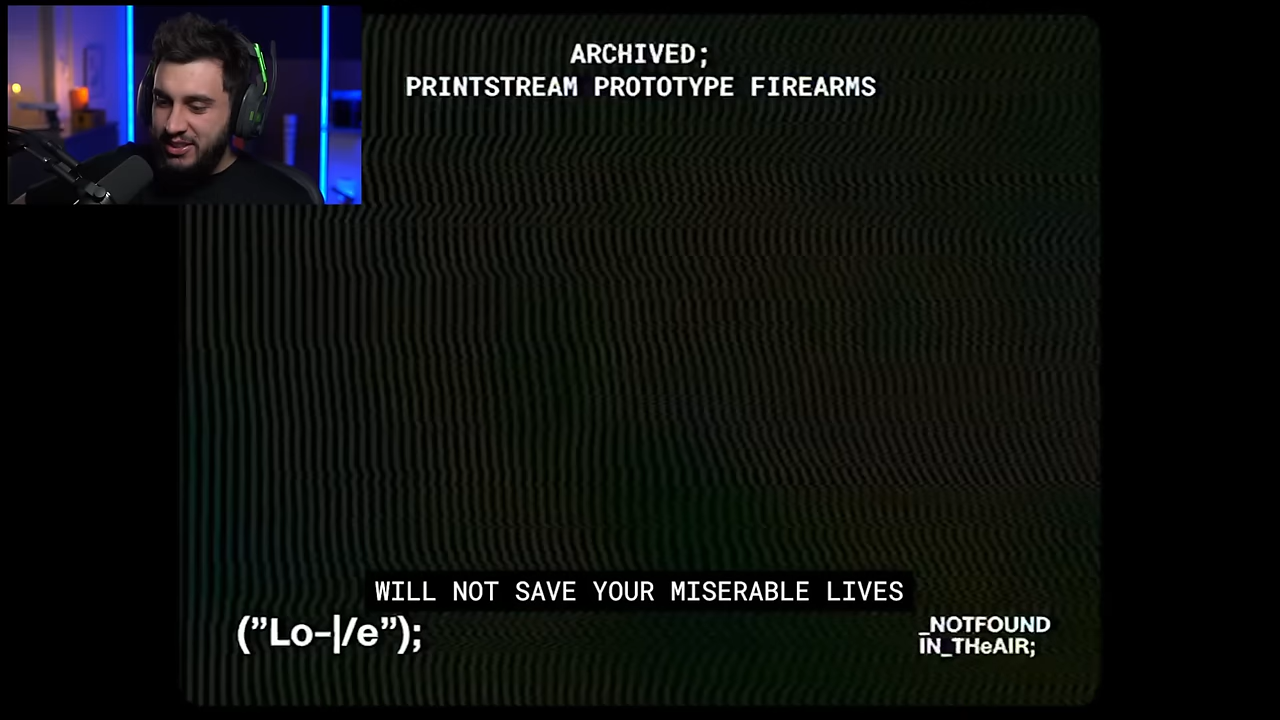 ARCHIVED;
PRINTSTREAM PROTOTYPE FIREARMS
WILL NOT SAVE YOUR MISERABLE LIVES
("Lo-|/e");
_NOTFOUND
IN_THeAIR;